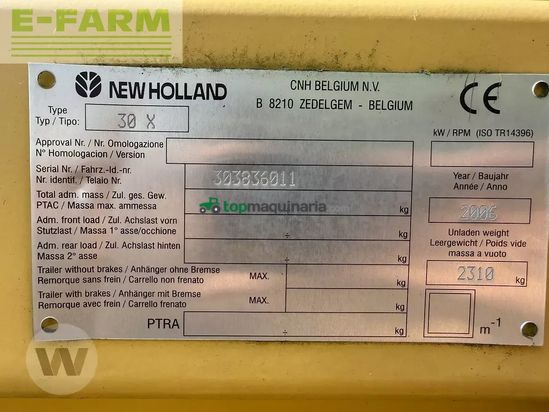 E-FARM
NEW HOLLAND
CNH BELGIUM N.V.
B 8210 ZEDELGEM - BELGIUM
CE
Type
Typ / Tipo:
30 X
kW / RPM (ISO TR14396)
Approval Nr. / Nr. Omologazione
N° Homologacion / Version
Serial Nr. / Fahrz.-Id.-nr.
Nr. identif. / Telaio Nr.
303836011
Year / Baujahr
Année / Anno
2006
Total adm. mass / Zul. ges. Gew.
PTAC / Massa max. ammessa
kg
topmaquinaria.com
Adm. front load / Zul. Achslast vorn
Stutzlast / Massa 1° asse/occhione
kg
Unladen weight
Leergewicht / Poids vide
massa a vuoto
2310 kg
Adm. rear load / Zul. Achslast hinten
Massa 2° asse
kg
Trailer without brakes / Anhänger ohne Bremse
Remorque sans frein / Carrello non frenato
MAX.
kg
Trailer with brakes / Anhänger mit Bremse
Remorque avec frein / Carrello frenato
MAX.
kg
PTRA
kg
m-1
W